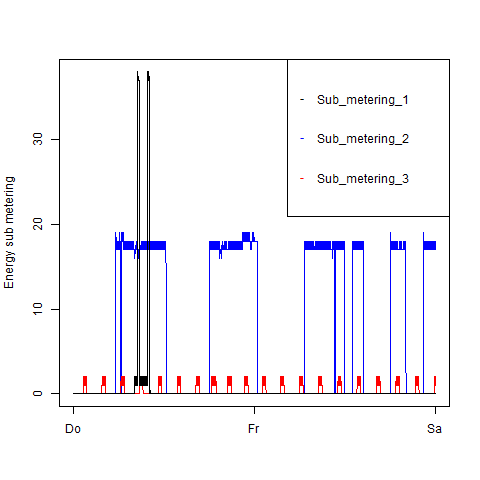 Sub_metering_1
Sub_metering_2
Sub_metering_3
Energy sub metering
30
20
10
0
Do
Fr
Sa